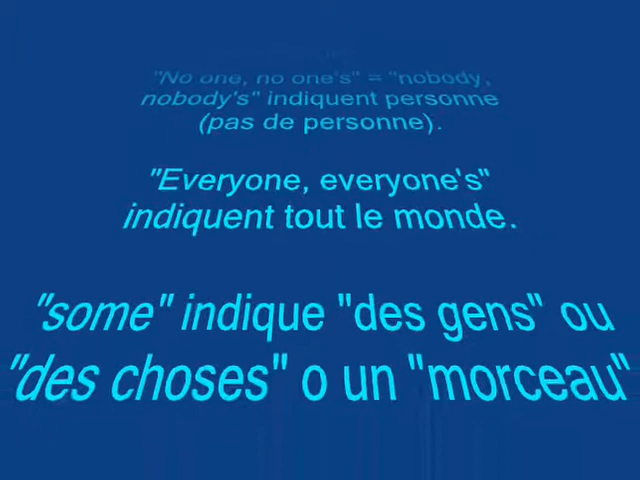 "No one, no one's" = "nobody,
nobody's" indiquent personne
(pas de personne).
"Everyone, everyone's"
indiquent tout le monde.
"some" indique "des gens" ou
"des choses" o un "morceau"